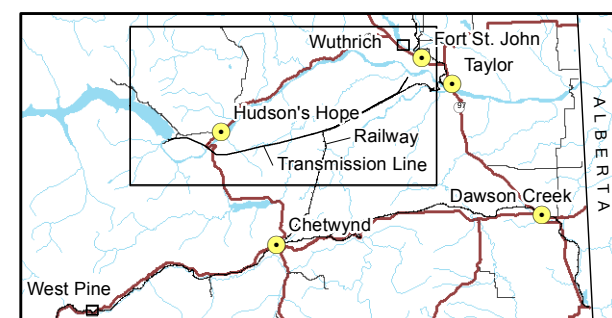 Wuthrich
Fort St. John
Taylor
97
Hudson's Hope
Railway
Transmission Line
ALBERTA
Dawson Creek
Chetwynd
West Pine